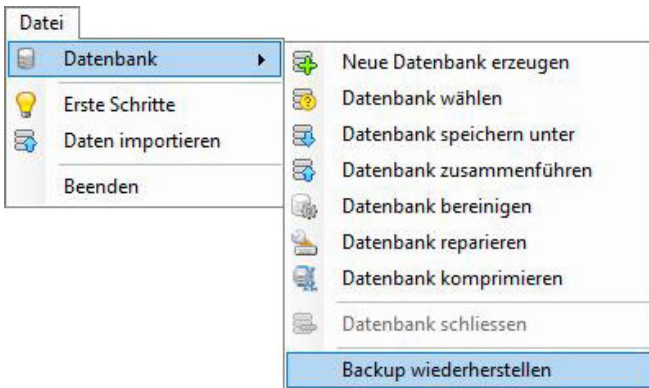 Datei
Datenbank
Erste Schritte
Daten importieren
Beenden
Neue Datenbank erzeugen
Datenbank wählen
Datenbank speichern unter
Datenbank zusammenführen
Datenbank bereinigen
Datenbank reparieren
Datenbank komprimieren
Datenbank schliessen
Backup wiederherstellen